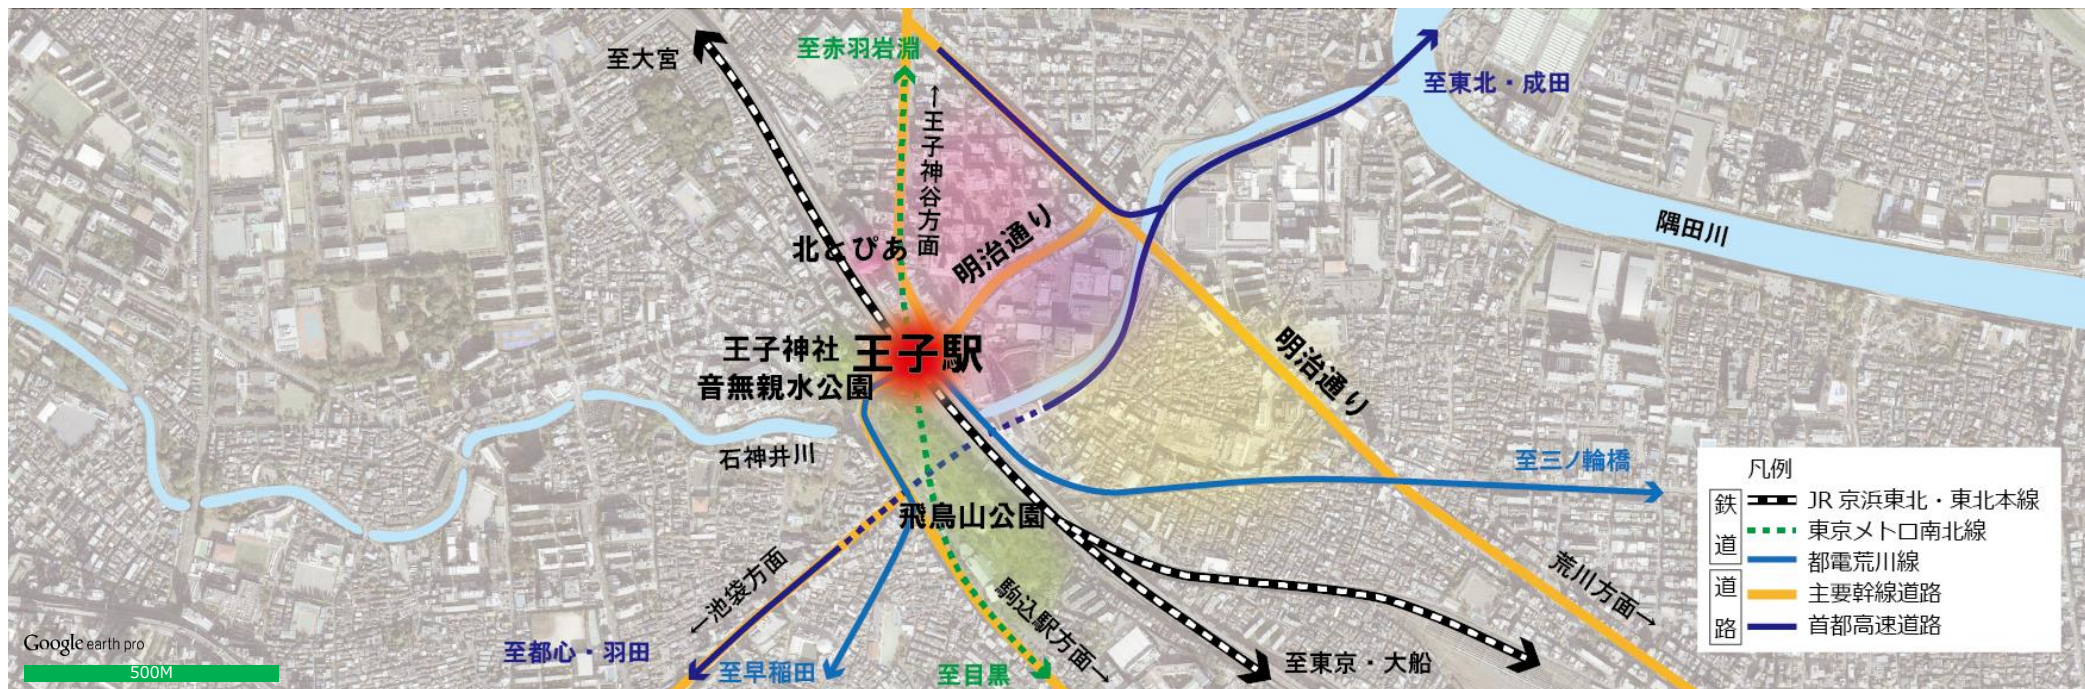 至大宮
至赤羽岩淵
←王子神谷方面
至東北・成田
北とぴあ
明治通り
隅田川
王子神社
王子駅
音無親水公園
明治通り
石神井川
至三ノ輪橋
飛鳥山公園
←池袋方面
駒込駅方面→
荒川方面→
至都心・羽田
至早稲田
至目黒
至東京・大船
凡例
鉄道
JR 京浜東北・東北本線
東京メトロ南北線
都電荒川線
道路
主要幹線道路
首都高速道路
Google earth pro
500M